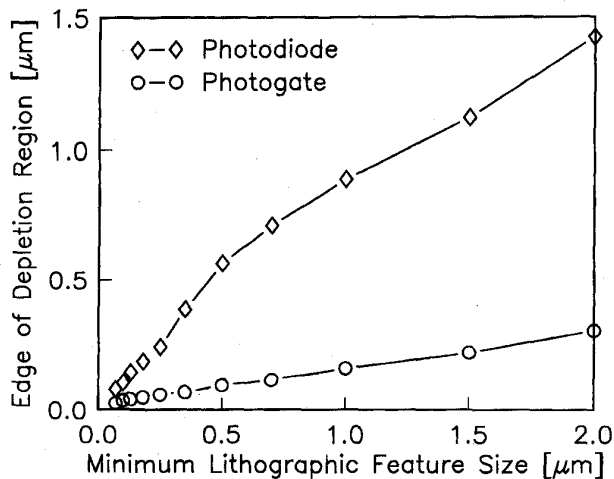 1.5
1.0
0.5
0.0
Edge of Depletion Region [μm]
Photodiode
Photogate
0.0 0.5 1.0 1.5 2.0
Minimum Lithographic Feature Size [μm]